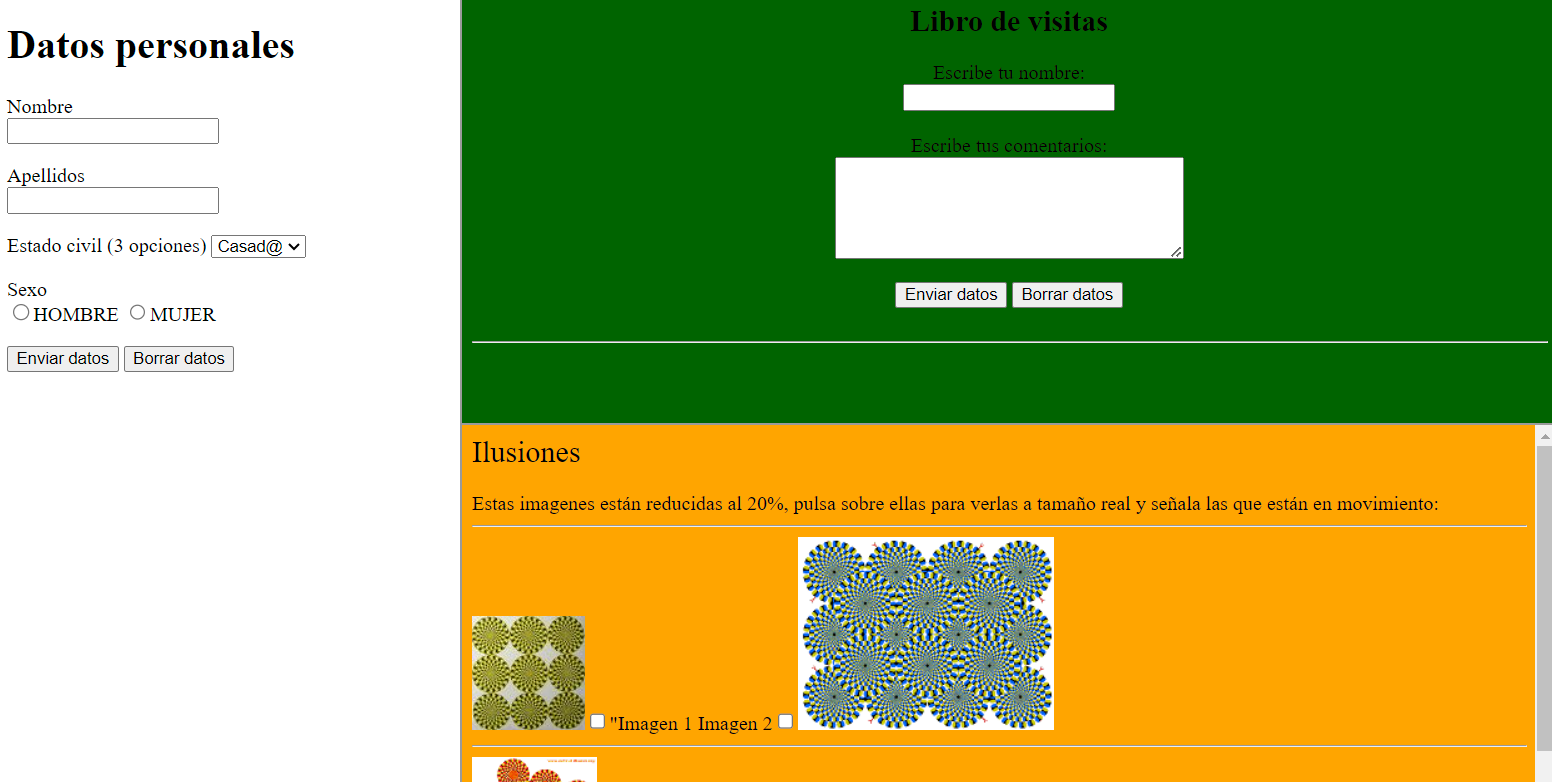 Datos personales
Nombre
Apellidos
Estado civil (3 opciones) Casad@
Sexo
HOMBRE MUJER
Enviar datos Borrar datos
Libro de visitas
Escribe tu nombre:
Escribe tus comentarios:
Enviar datos Borrar datos
Ilusiones
Estas imagenes están reducidas al 20%, pulsa sobre ellas para verlas a tamaño real y señala las que están en movimiento:
"Imagen 1 Imagen 2